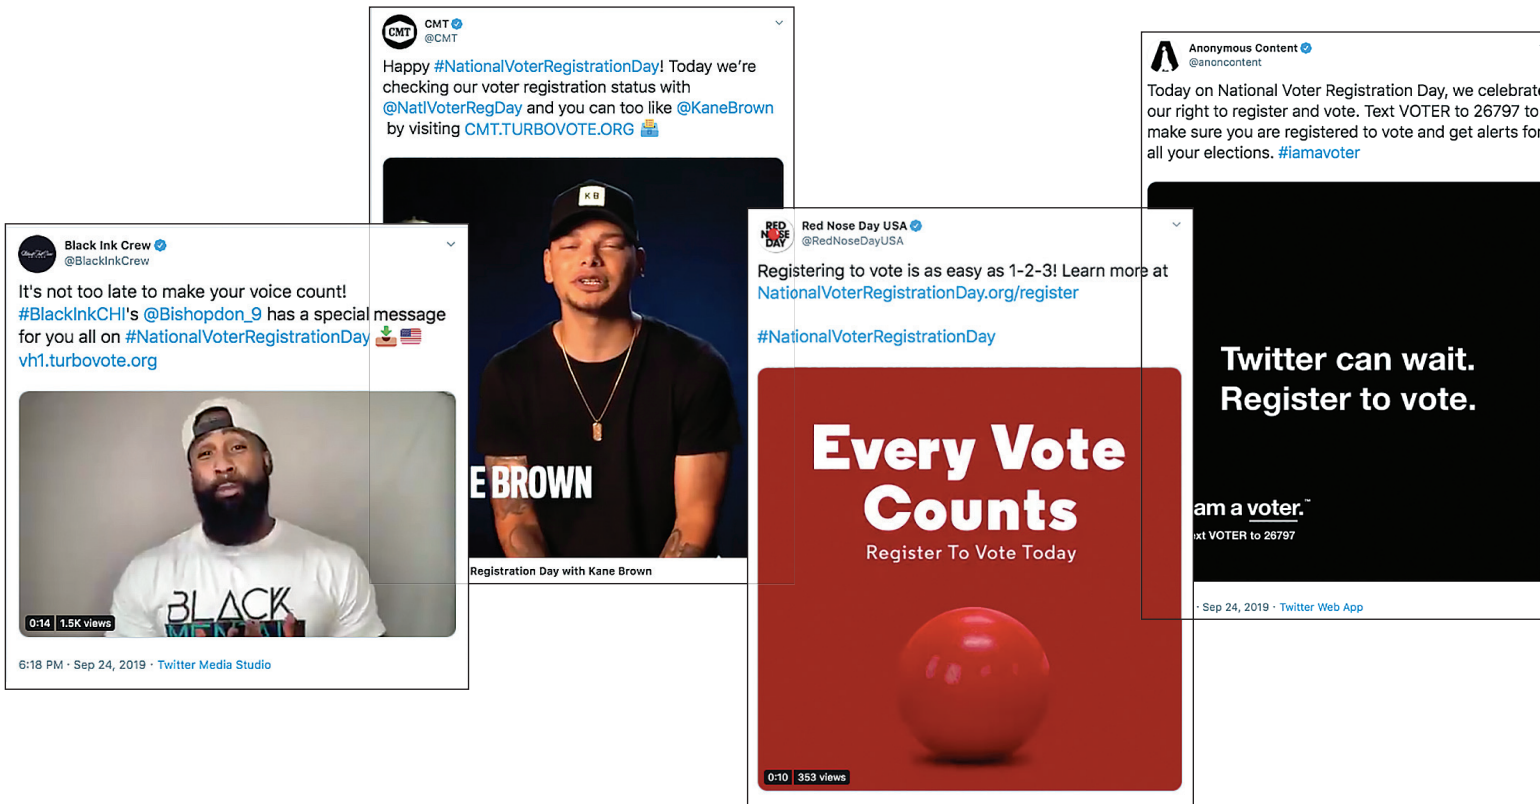 CMT
CMT
@CMT
Happy #NationalVoterRegistrationDay! Today we're
checking our voter registration status with
@NatlVoterRegDay and you can too like @KaneBrown
by visiting CMT.TURBOVOTE.ORG
KB
E BROWN
Registration Day with Kane Brown
Black Ink Crew
@BlackInkCrew
It's not too late to make your voice count!
#BlackInkCHI's @Bishopdon_9 has a special message
for you all on #NationalVoterRegistrationDay
vh1.turbovote.org
BLACK
0:14 1.5K views
6:18 PM · Sep 24, 2019 · Twitter Media Studio
RED
NOSE
DAY
Red Nose Day USA
@RedNoseDayUSA
Registering to vote is as easy as 1-2-3! Learn more at
NationalVoterRegistrationDay.org/register
#NationalVoterRegistrationDay
Every Vote
Counts
Register To Vote Today
0:10 353 views
Anonymous Content
@anoncontent
Today on National Voter Registration Day, we celebrate
our right to register and vote. Text VOTER to 26797 to
make sure you are registered to vote and get alerts for
all your elections. #iamavoter
Twitter can wait.
Register to vote.
am a voter.™
ext VOTER to 26797
· Sep 24, 2019 · Twitter Web App